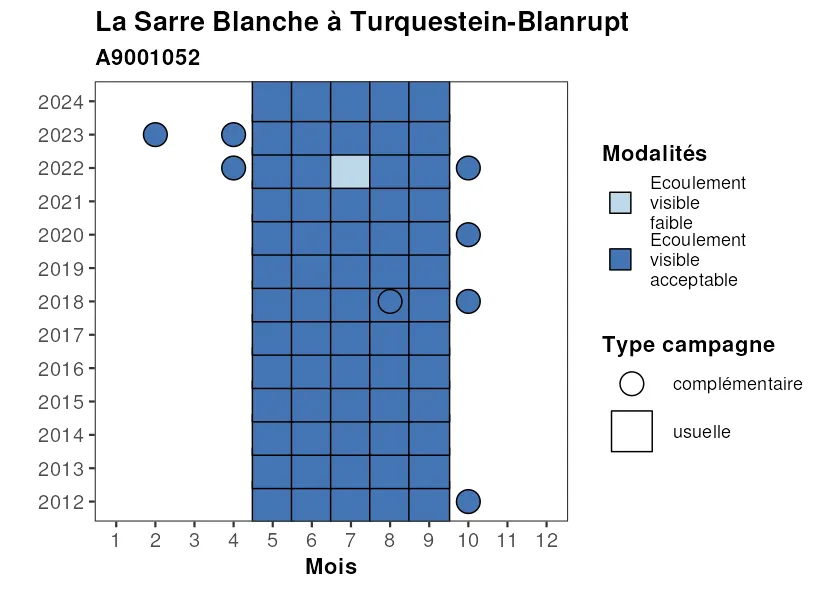 La Sarre Blanche à Turquestein-Blanrupt
A9001052
2024
2023
2022
2021
2020
2019
2018
2017
2016
2015
2014
2013
2012
1 2 3 4 5 6 7 8 9 10 11 12
Mois
Modalités
Ecoulement
visible
faible
Ecoulement
visible
acceptable
Type campagne
complémentaire
usuelle